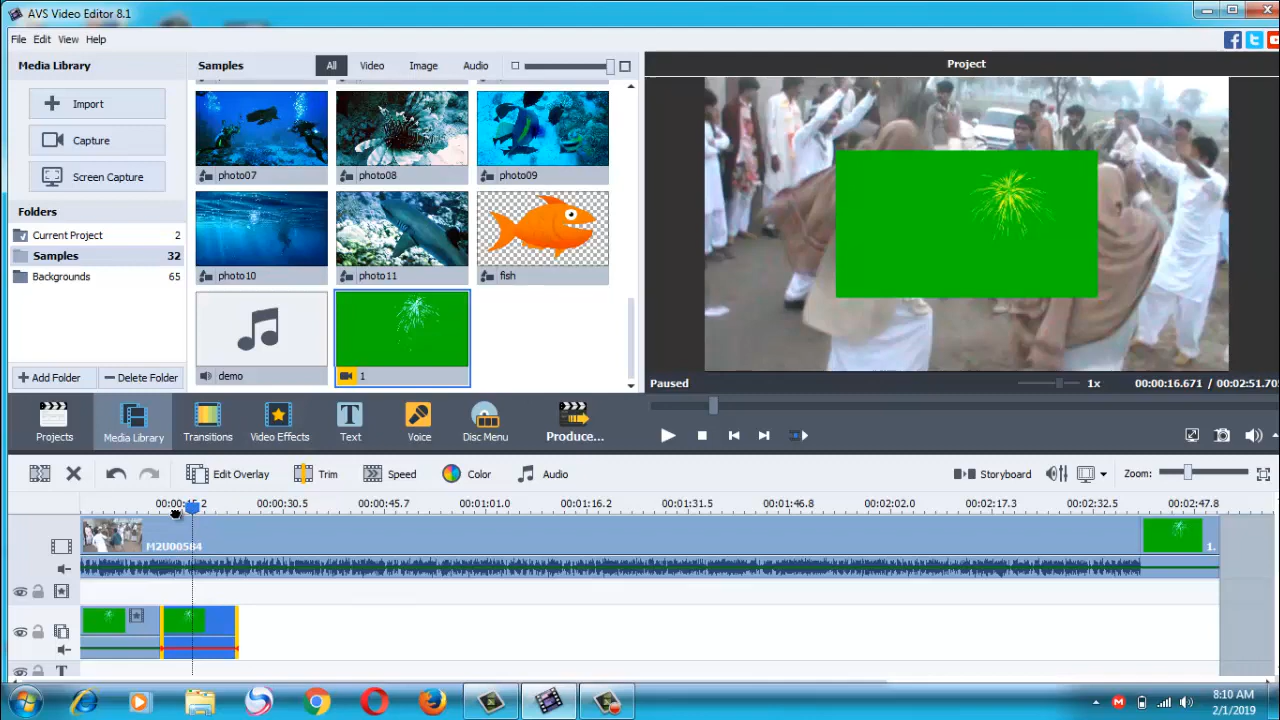 AVS Video Editor 8.1
File Edit View Help
Media Library
Samples
All
Video
Image
Audio
Project
Import
Capture
Screen Capture
photo07
photo08
photo09
Folders
Current Project 2
Samples 32
Backgrounds 65
photo10
photo11
fish
demo
1
Add Folder
Delete Folder
Paused
1x
00:00:16.671 / 00:02:51.70
Projects
Media Library
Transitions
Video Effects
Text
Voice
Disc Menu
Produce...
Edit Overlay
Trim
Speed
Color
Audio
Storyboard
Zoom:
00:00:30.5 00:00:45.7 00:01:01.0 00:01:16.2 00:01:31.5 00:01:46.8 00:02:02.0 00:02:17.3 00:02:32.5 00:02:47.8
M2U00584
1.
T
8:10 AM
2/1/2019